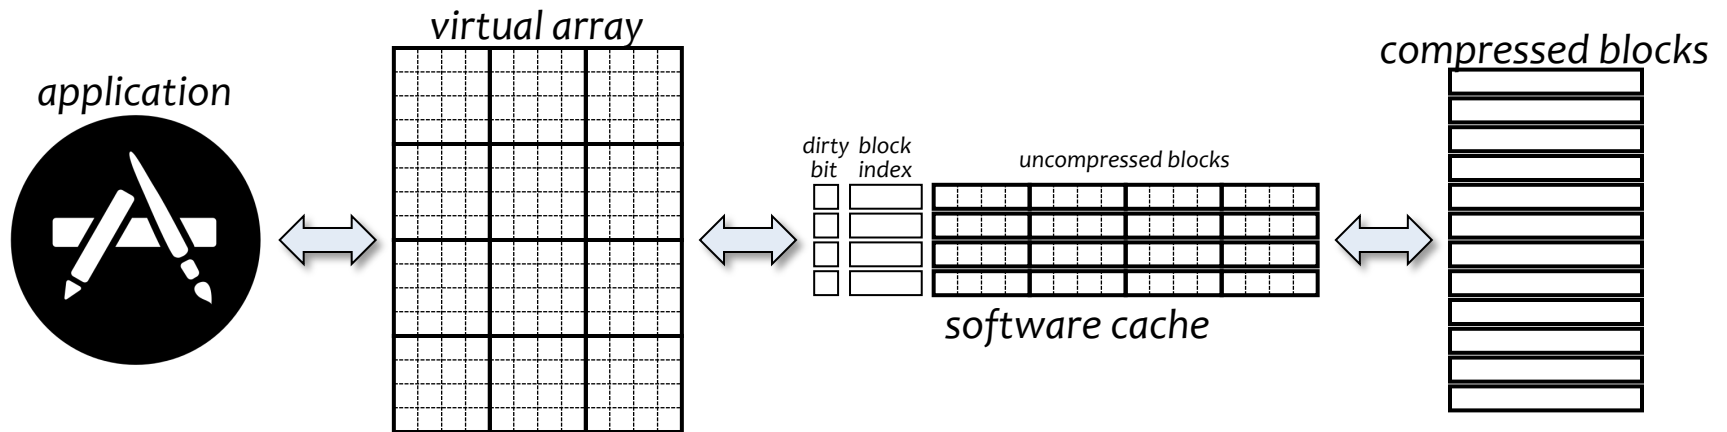 application
virtual array
dirty bit
block index
uncompressed blocks
software cache
compressed blocks